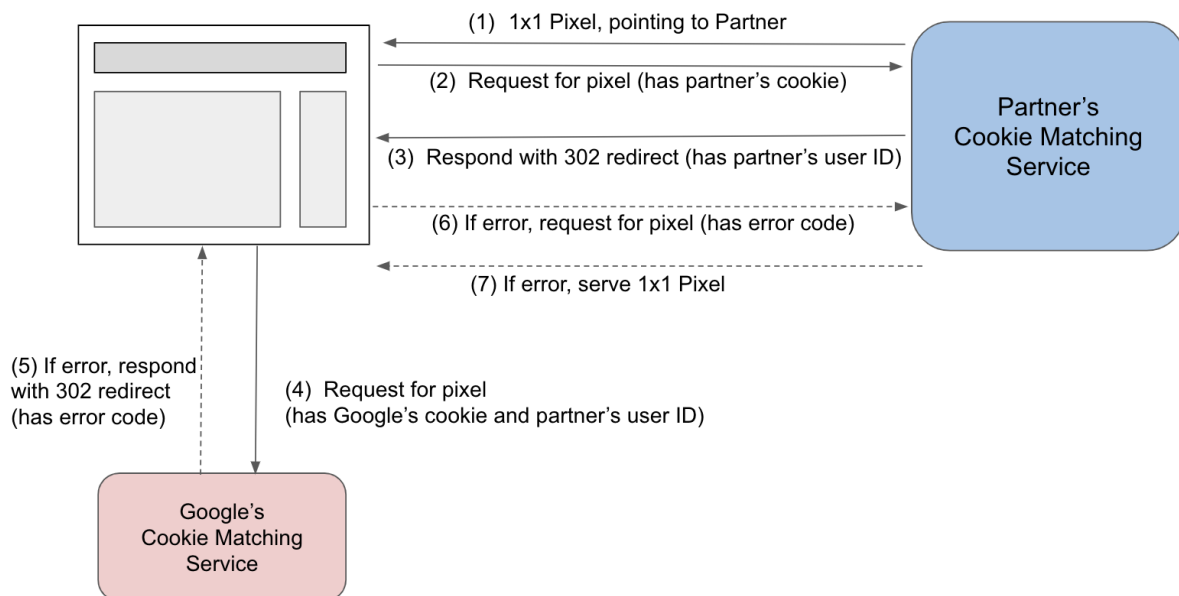 (1)  1x1 Pixel, pointing to Partner
(2)  Request for pixel (has partner's cookie)
Partner's
Cookie Matching
Service
(3)  Respond with 302 redirect (has partner's user ID)
(6) If error, request for pixel (has error code)
(7) If error, serve 1x1 Pixel
(5) If error, respond
with 302 redirect
(has error code)
(4)  Request for pixel
(has Google's cookie and partner's user ID)
Google's
Cookie Matching
Service